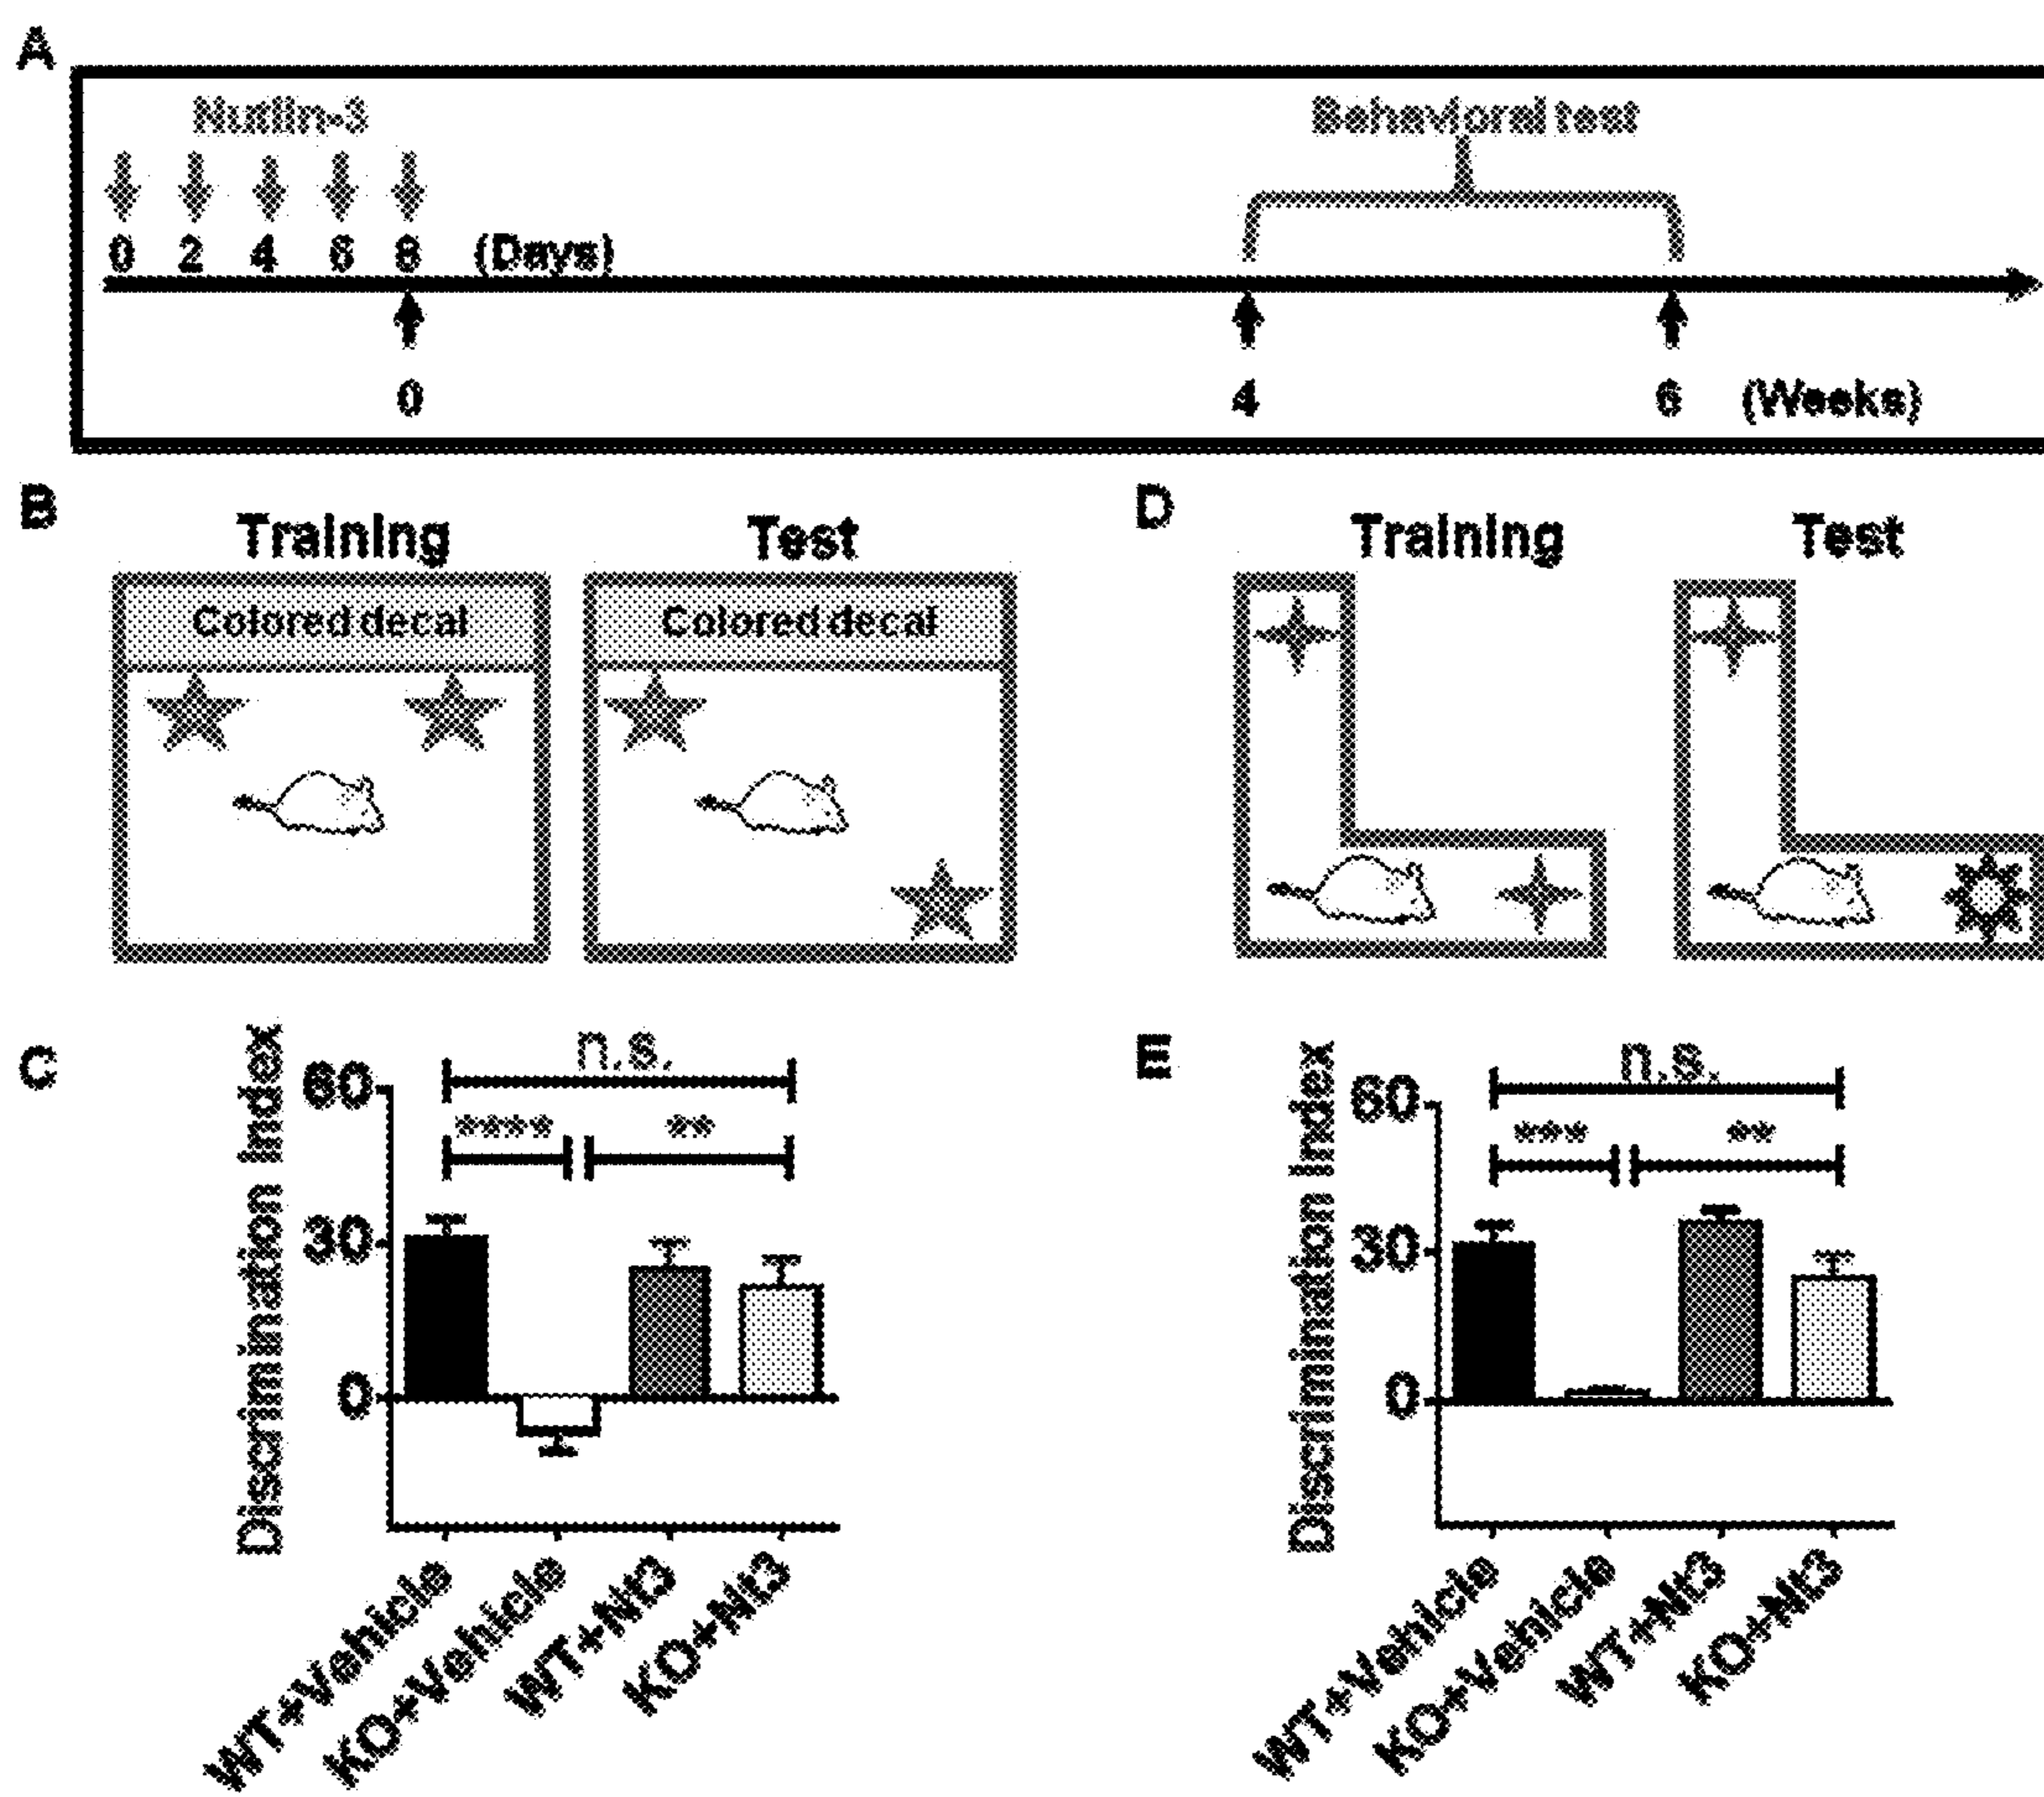 A
Nutlin-3
Behavioral test
0 2 4 6 8 (Days)
0 4 6 (Weeks)
B
Training
Test
Colored decal
Colored decal
D
Training
Test
C
Discrimination Index
60
30
0
n.s.
****
**
WT+Vehicle
KO+Vehicle
WT+Nt3
KO+Nt3
E
Discrimination Index
60
30
0
n.s.
***
**
WT+Vehicle
KO+Vehicle
WT+Nt3
KO+Nt3